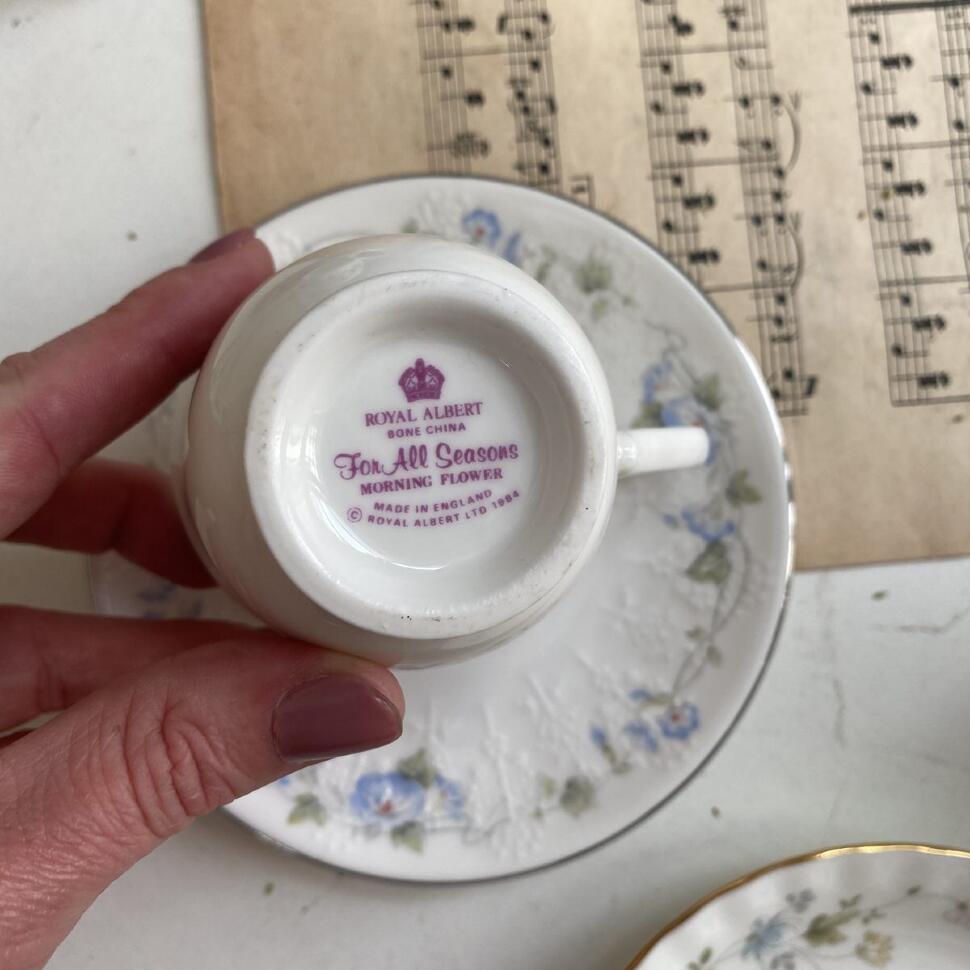 ROYAL ALBERT
BONE CHINA
For All Seasons
MORNING FLOWER
MADE IN ENGLAND
© ROYAL ALBERT LTD 1984